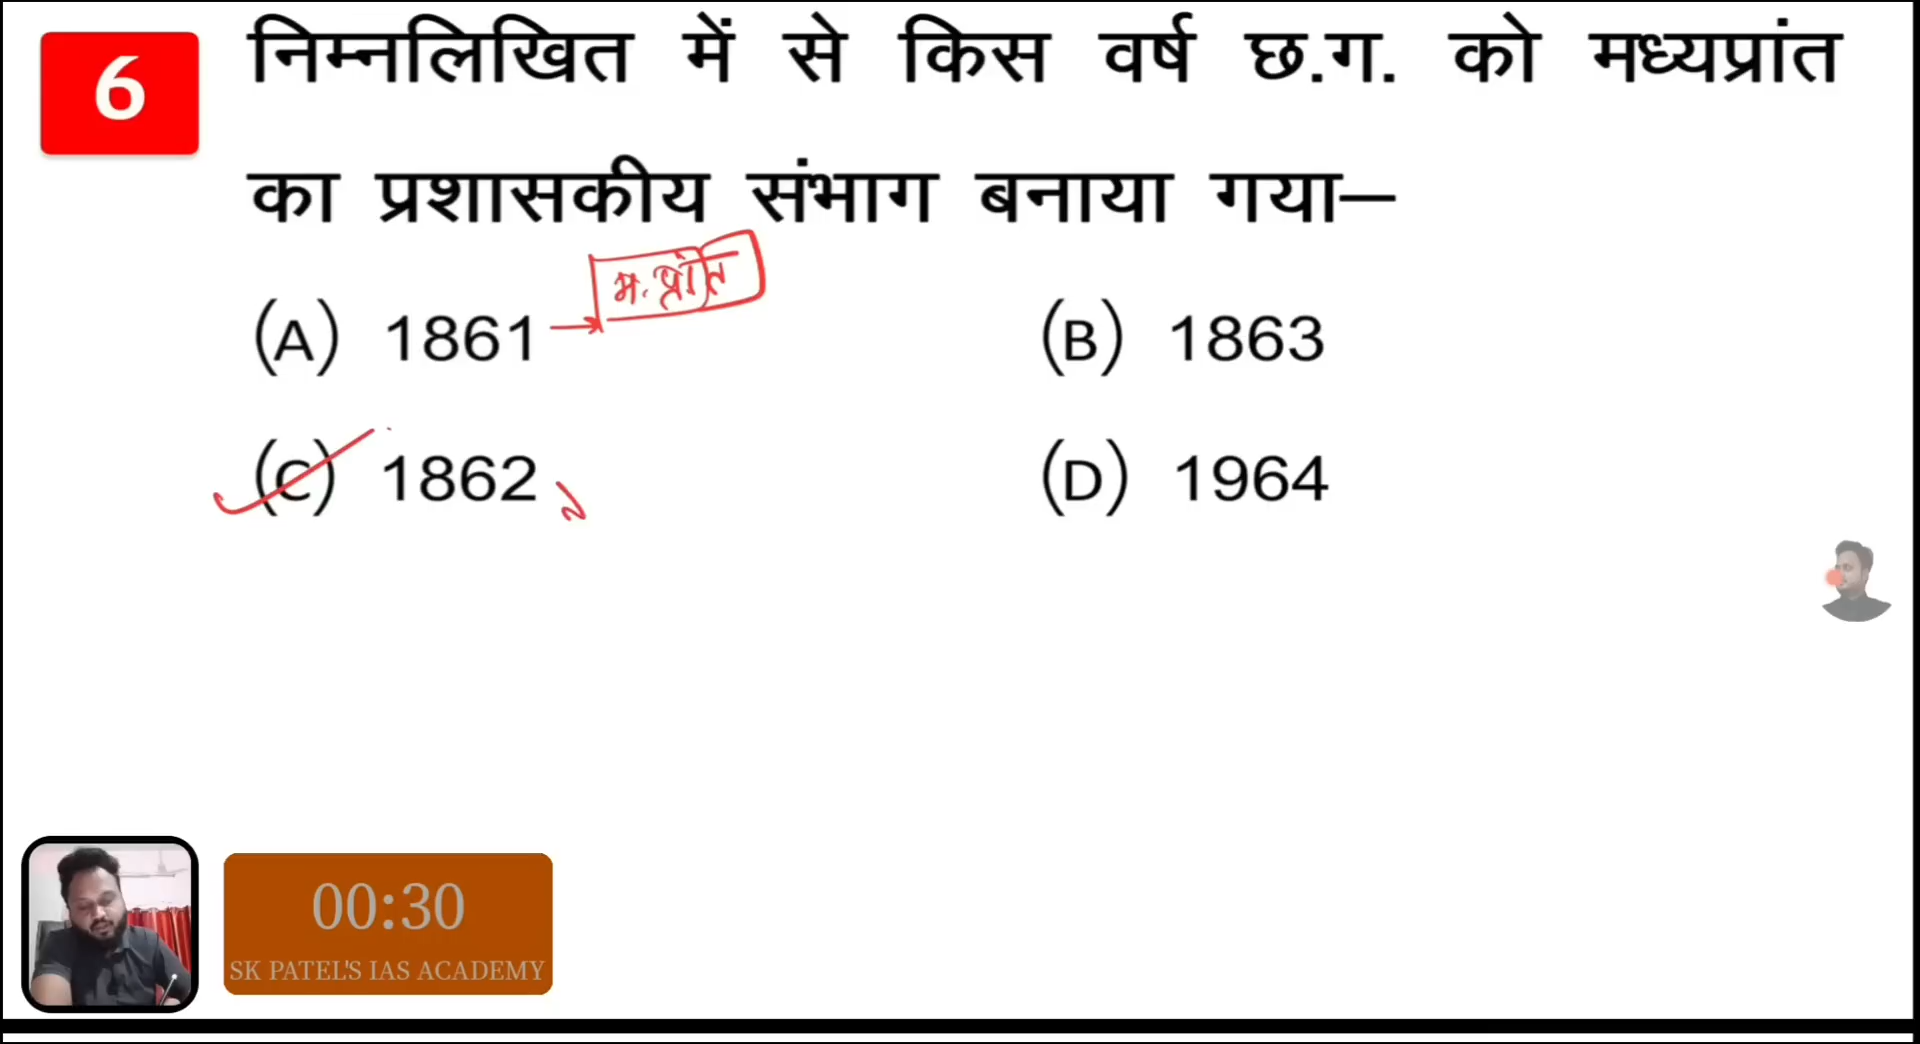 6
निम्नलिखित में से किस वर्ष छ.ग. को मध्यप्रांत
का प्रशासकीय संभाग बनाया गया–
म. प्रांत
(A) 1861
(B) 1863
(C) 1862
(D) 1964
00:30
SK PATEL'S IAS ACADEMY